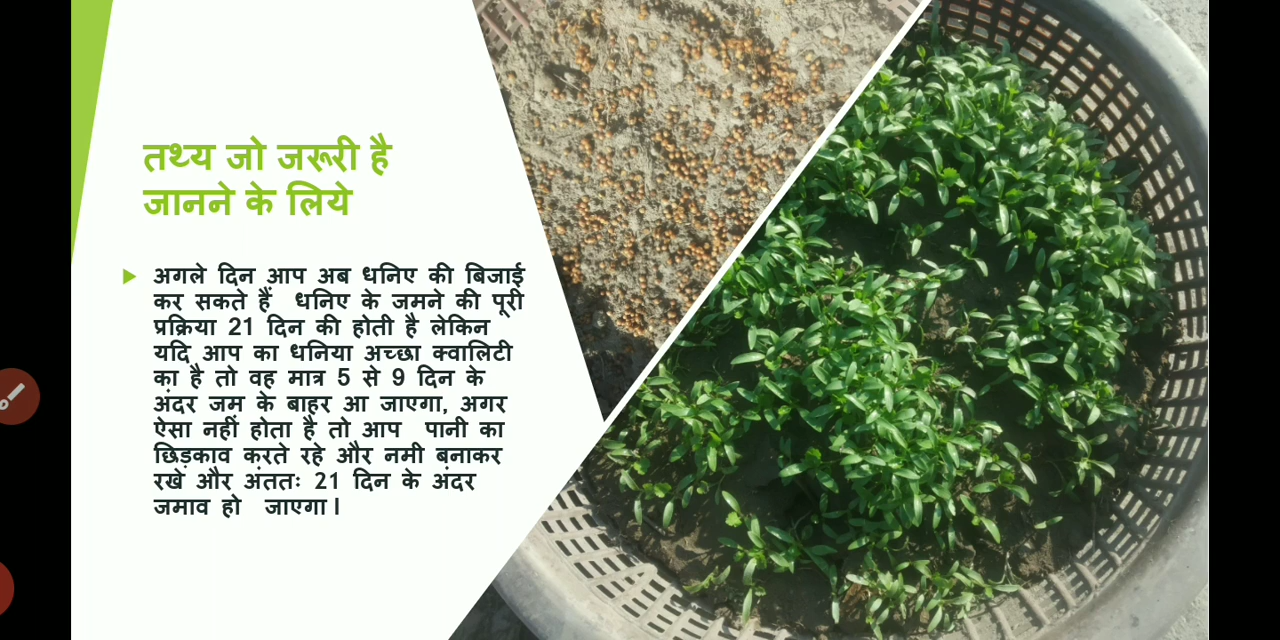 तथ्य जो जरूरी है
जानने के लिये
अगले दिन आप अब धनिए की बिजाई
कर सकते हैं धनिए के जमने की पूरी
प्रक्रिया 21 दिन की होती है लेकिन
यदि आप का धनिया अच्छा क्वालिटी
का है तो वह मात्र 5 से 9 दिन के
अंदर जम के बाहर आ जाएगा, अगर
ऐसा नहीं होता है तो आप पानी का
छिड़काव करते रहे और नमी बनाकर
रखें और अंततः 21 दिन के अंदर
जमाव हो जाएगा l